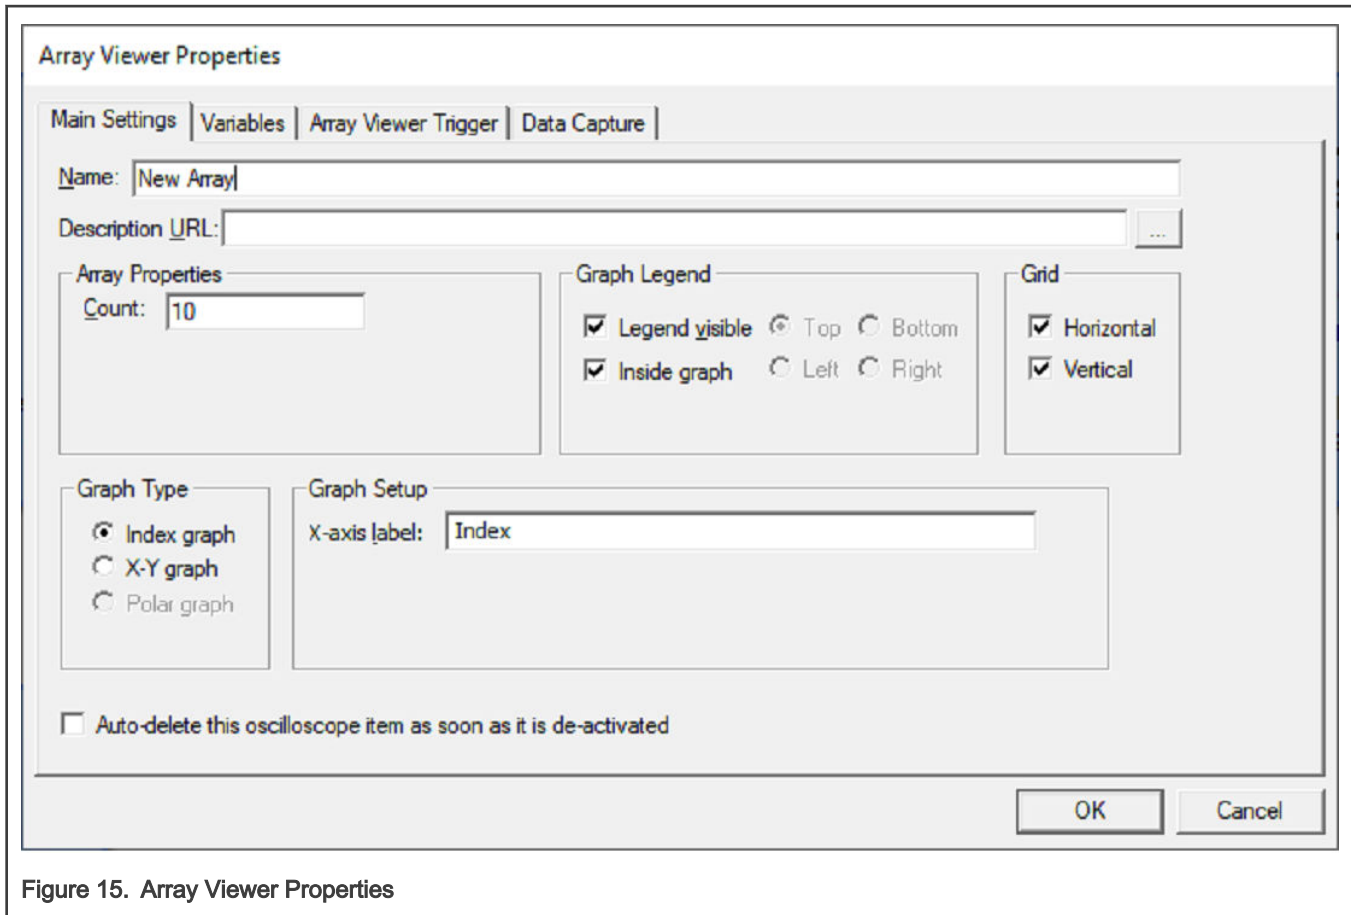 Array Viewer Properties
Main Settings Variables Array Viewer Trigger Data Capture
Name: New Array
Description URL: ...
Array Properties Graph Legend Grid
Count: 10
Legend visible Top Bottom Horizontal
Inside graph Left Right Vertical
Graph Type Graph Setup
Index graph X-axis label: Index
X-Y graph
Polar graph
Auto-delete this oscilloscope item as soon as it is de-activated
OK Cancel
Figure 15. Array Viewer Properties